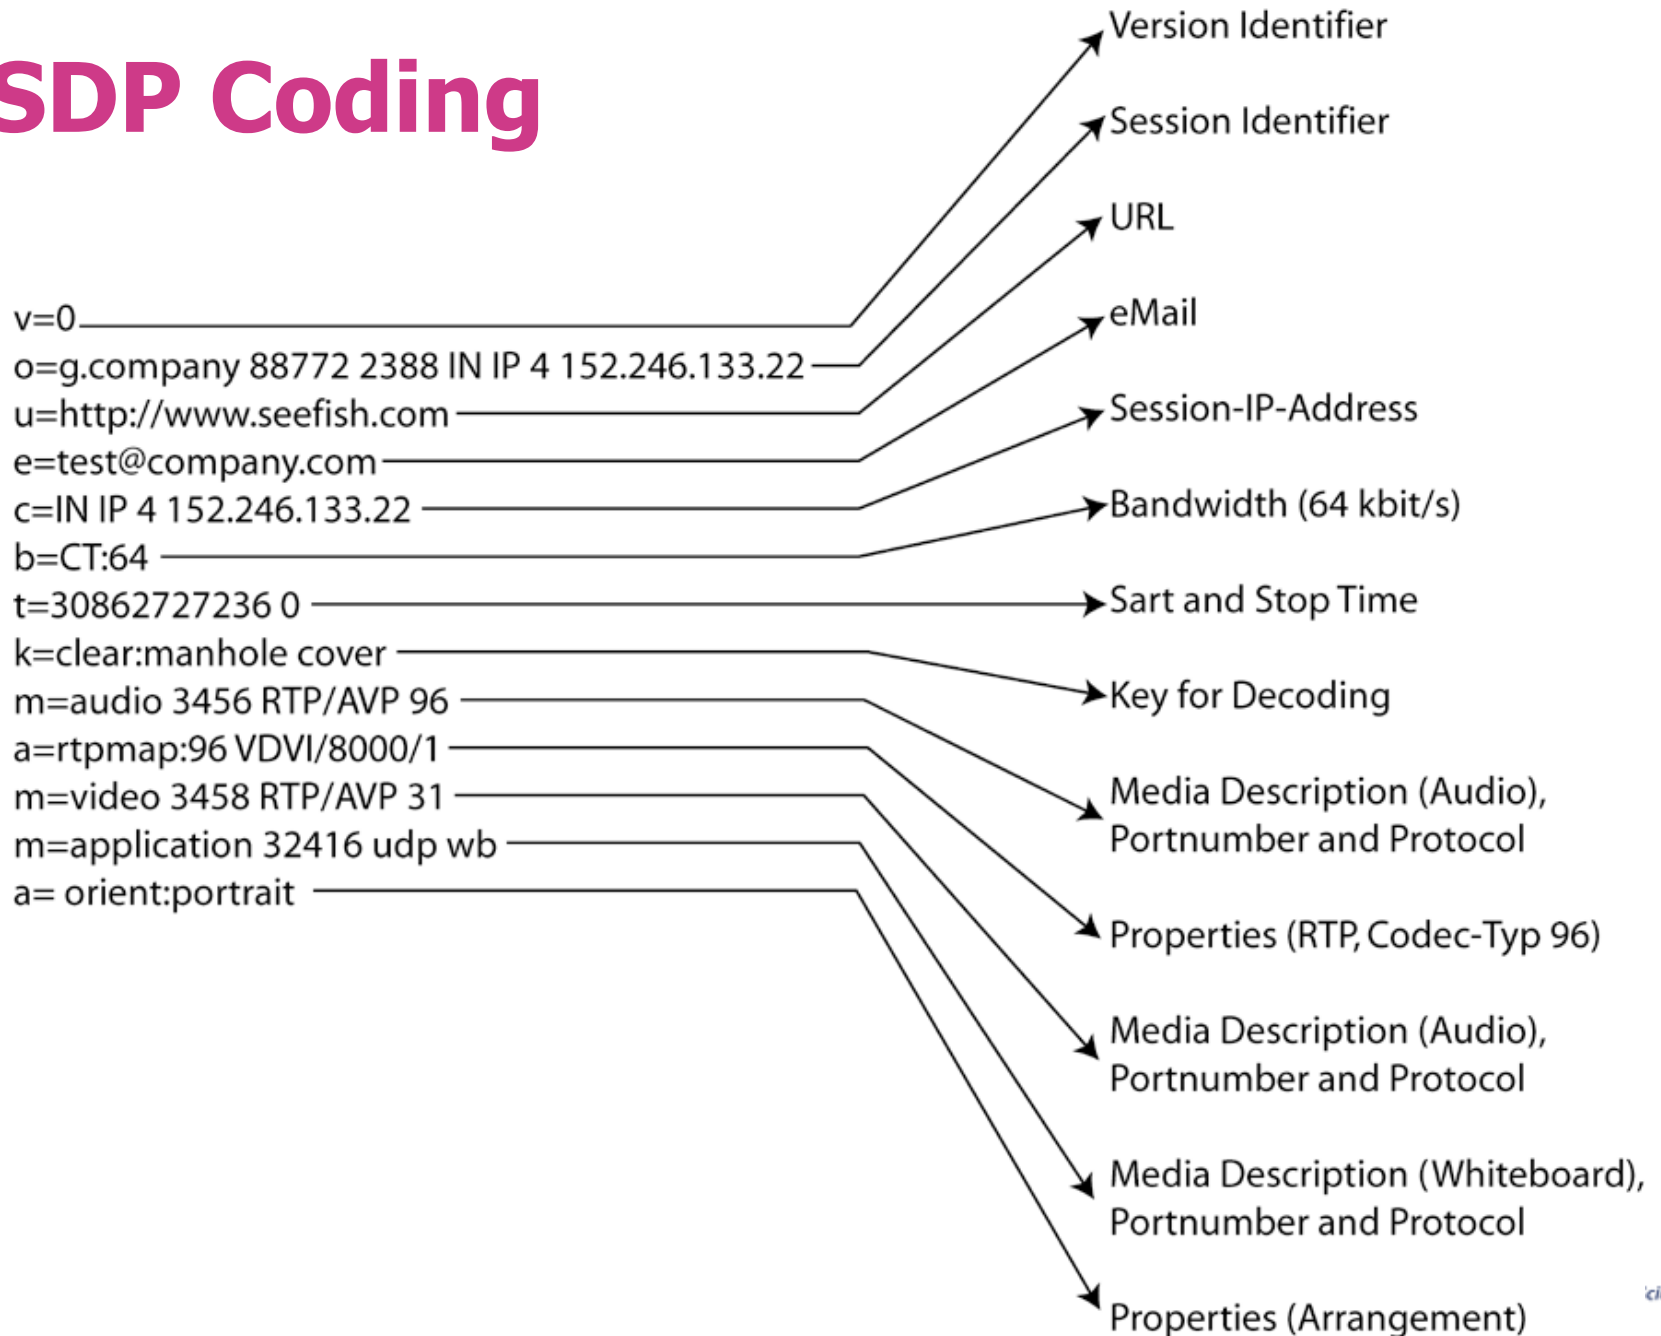 SDP Coding
v=0
o=g.company 88772 2388 IN IP 4 152.246.133.22
u=http://www.seefish.com
e=test@company.com
c=IN IP 4 152.246.133.22
b=CT:64
t=30862727236 0
k=clear:manhole cover
m=audio 3456 RTP/AVP 96
a=rtpmap:96 VDVI/8000/1
m=video 3458 RTP/AVP 31
m=application 32416 udp wb
a= orient:portrait
Version Identifier
Session Identifier
URL
eMail
Session-IP-Address
Bandwidth (64 kbit/s)
Sart and Stop Time
Key for Decoding
Media Description (Audio),
Portnumber and Protocol
Properties (RTP, Codec-Typ 96)
Media Description (Audio),
Portnumber and Protocol
Media Description (Whiteboard),
Portnumber and Protocol
Properties (Arrangement)